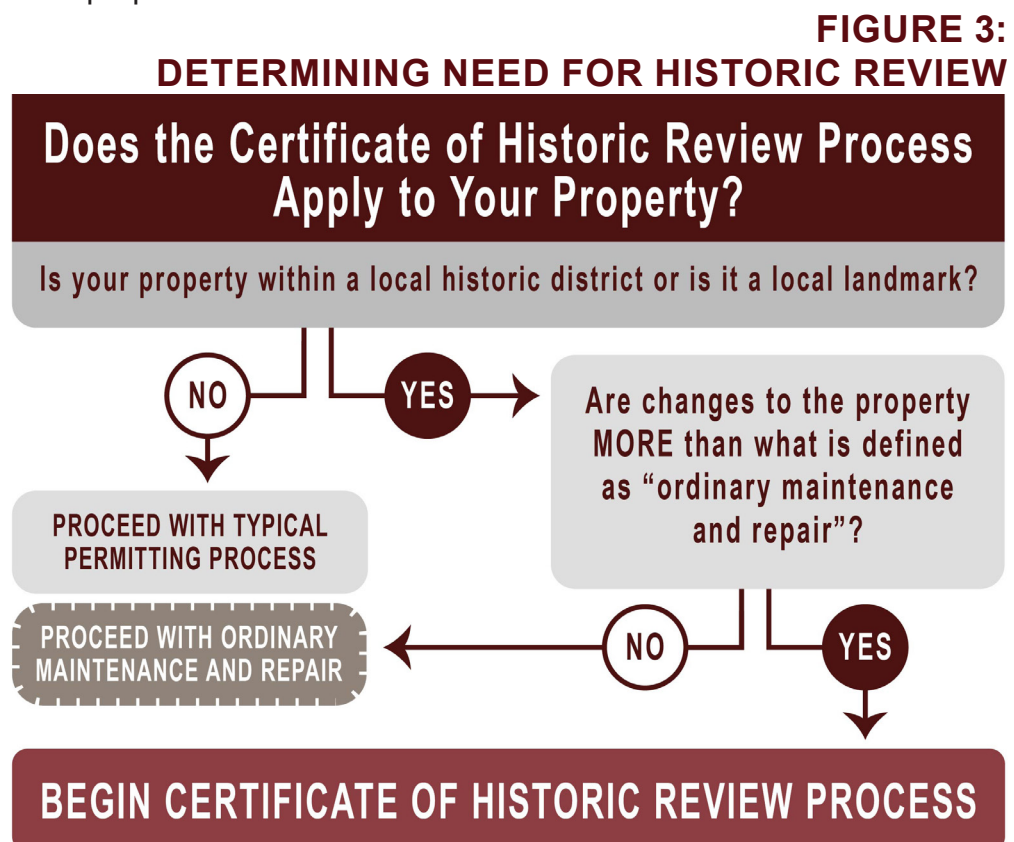 FIGURE 3:
DETERMINING NEED FOR HISTORIC REVIEW
Does the Certificate of Historic Review Process
Apply to Your Property?
Is your property within a local historic district or is it a local landmark?
NO
YES
Are changes to the property
MORE than what is defined
as “ordinary maintenance
and repair”?
PROCEED WITH TYPICAL
PERMITTING PROCESS
PROCEED WITH ORDINARY
MAINTENANCE AND REPAIR
NO
YES
BEGIN CERTIFICATE OF HISTORIC REVIEW PROCESS